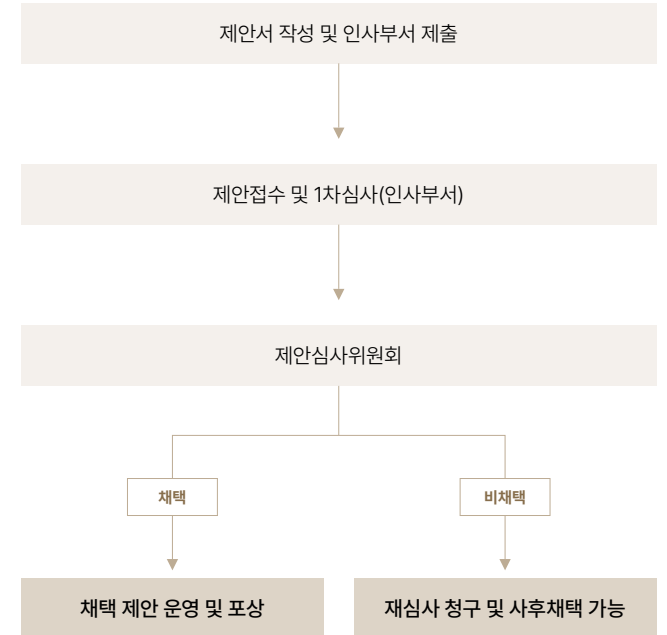 제안서 작성 및 인사부서 제출
제안접수 및 1차심사(인사부서)
제안심사위원회
채택
비채택
채택 제안 운영 및 포상
재심사 청구 및 사후채택 가능